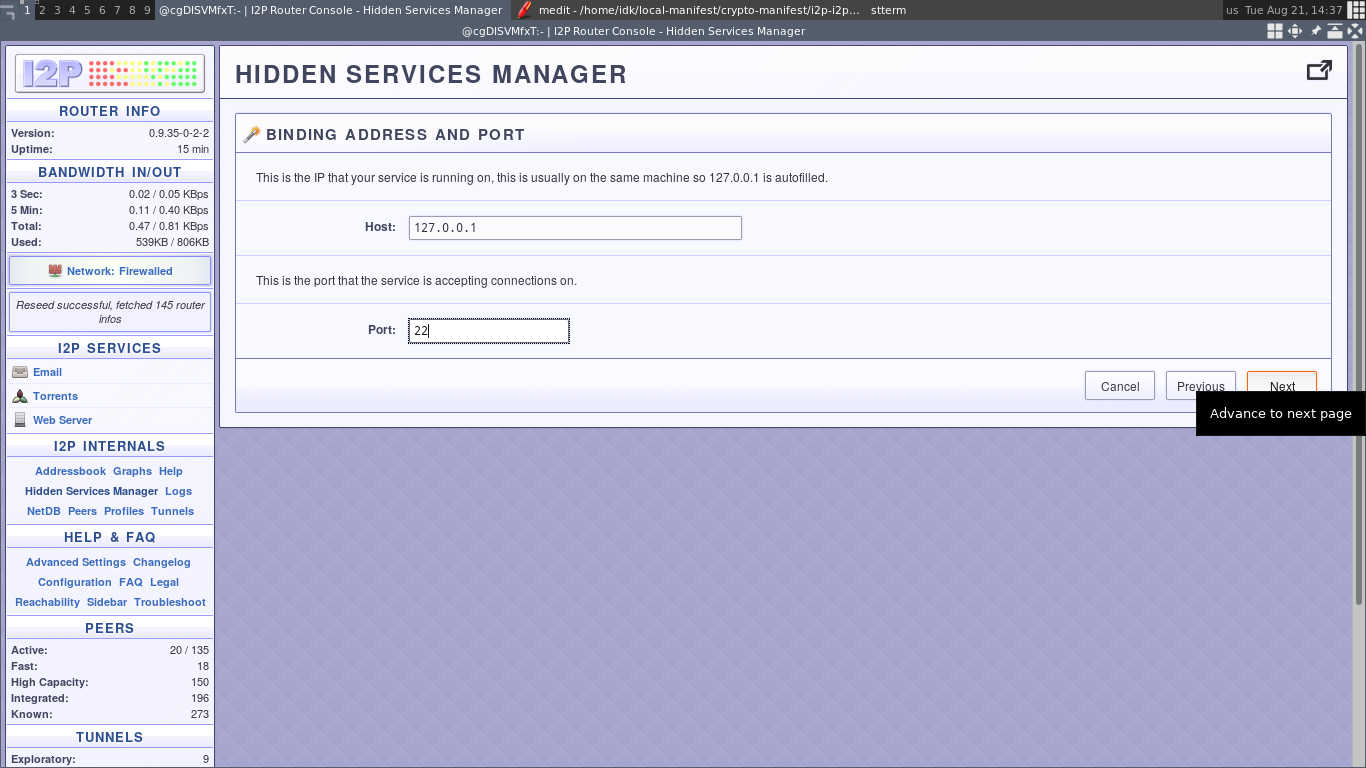 1 2 3 4 5 6 7 8 9 @cgDISVMfxT:- | I2P Router Console - Hidden Services Manager medit - /home/idk/local-manifest/crypto-manifest/i2p-i2p... stterm us Tue Aug 21, 14:37
@cgDISVMfxT:- | I2P Router Console - Hidden Services Manager
I2P
ROUTER INFO
Version: 0.9.35-0-2-2
Uptime: 15 min
BANDWIDTH IN/OUT
3 Sec: 0.02 / 0.05 KBps
5 Min: 0.11 / 0.40 KBps
Total: 0.47 / 0.81 KBps
Used: 539KB / 806KB
Network: Firewalled
Reseed successful, fetched 145 router
infos
I2P SERVICES
Email
Torrents
Web Server
I2P INTERNALS
Addressbook Graphs Help
Hidden Services Manager Logs
NetDB Peers Profiles Tunnels
HELP & FAQ
Advanced Settings Changelog
Configuration FAQ Legal
Reachability Sidebar Troubleshoot
PEERS
Active: 20 / 135
Fast: 18
High Capacity: 150
Integrated: 196
Known: 273
TUNNELS
Exploratory: 9
HIDDEN SERVICES MANAGER
BINDING ADDRESS AND PORT
This is the IP that your service is running on, this is usually on the same machine so 127.0.0.1 is autofilled.
Host: 127.0.0.1
This is the port that the service is accepting connections on.
Port: 22
Cancel Previous Next
Advance to next page